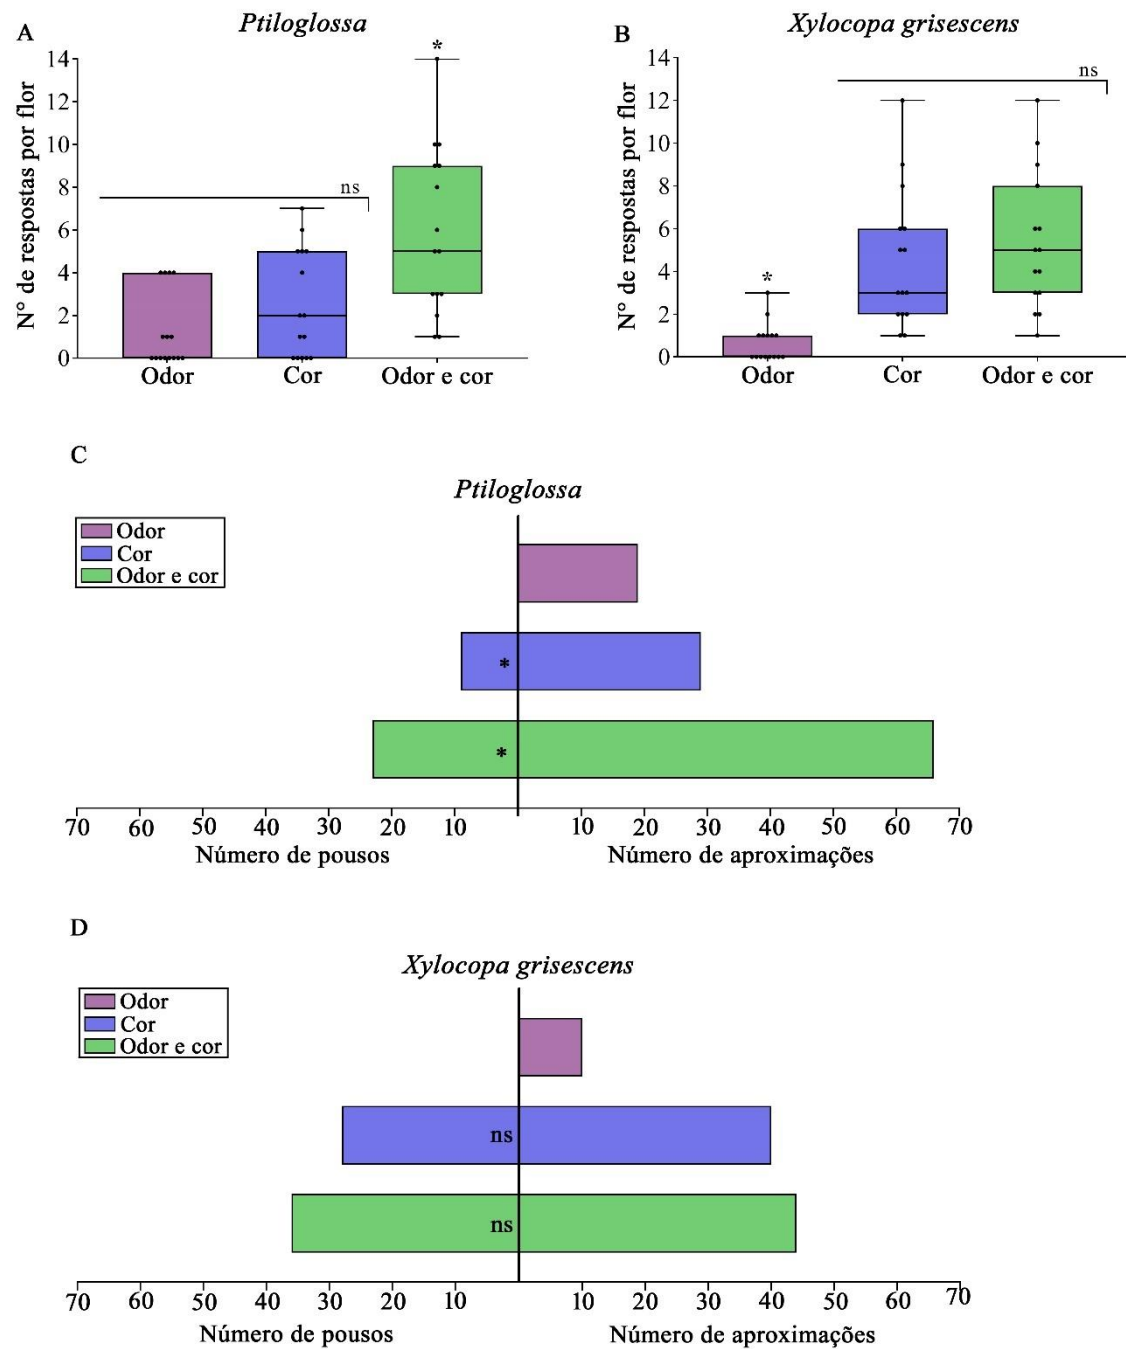 A
Ptiloglossa
*
N° de respostas por flor
14
12
10
8
6
4
2
0
ns
Odor
Cor
Odor e cor
B
Xylocopa grisescens
ns
N° de respostas por flor
14
12
10
8
6
4
2
0
*
Odor
Cor
Odor e cor
C
Ptiloglossa
Odor
Cor
Odor e cor
*
*
70 60 50 40 30 20 10 10 20 30 40 50 60 70
Número de pousos
Número de aproximações
D
Xylocopa grisescens
Odor
Cor
Odor e cor
ns
ns
70 60 50 40 30 20 10 10 20 30 40 50 60 70
Número de pousos
Número de aproximações